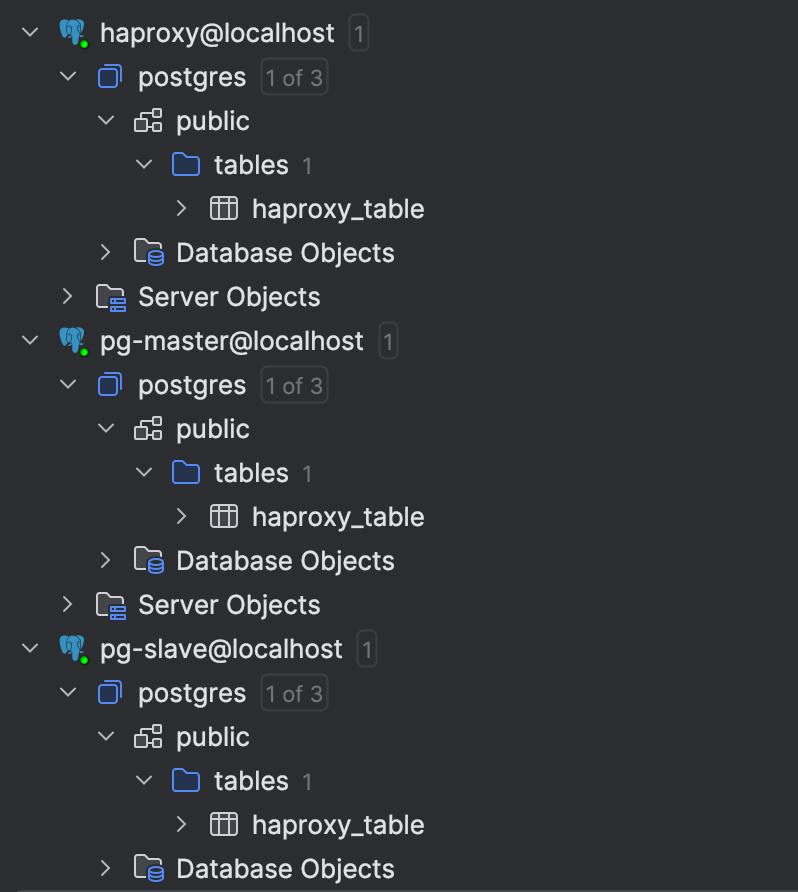 haproxy@localhost 1
postgres 1 of 3
public
tables 1
haproxy_table
Database Objects
Server Objects
pg-master@localhost 1
postgres 1 of 3
public
tables 1
haproxy_table
Database Objects
Server Objects
pg-slave@localhost 1
postgres 1 of 3
public
tables 1
haproxy_table
Database Objects